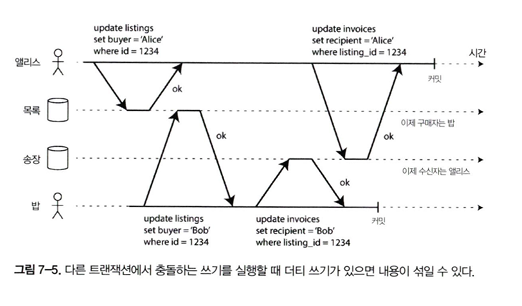 update listings
set buyer = 'Alice'
where id = 1234
update invoices
set recipient = 'Alice'
where listing_id = 1234
앨리스
시간
커밋
ok
ok
목록
이제 구매자는 밥
ok
ok
송장
이제 수신자는 앨리스
밥
커밋
update listings
set buyer = 'Bob'
where id = 1234
update invoices
set recipient = 'Bob'
where listing_id = 1234
그림 7-5. 다른 트랜잭션에서 충돌하는 쓰기를 실행할 때 더티 쓰기가 있으면 내용이 섞일 수 있다.